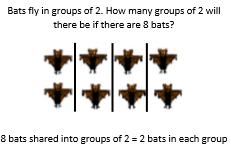 Bats fly in groups of 2. How many groups of 2 will
there be if there are 8 bats?
8 bats shared into groups of 2 = 2 bats in each group